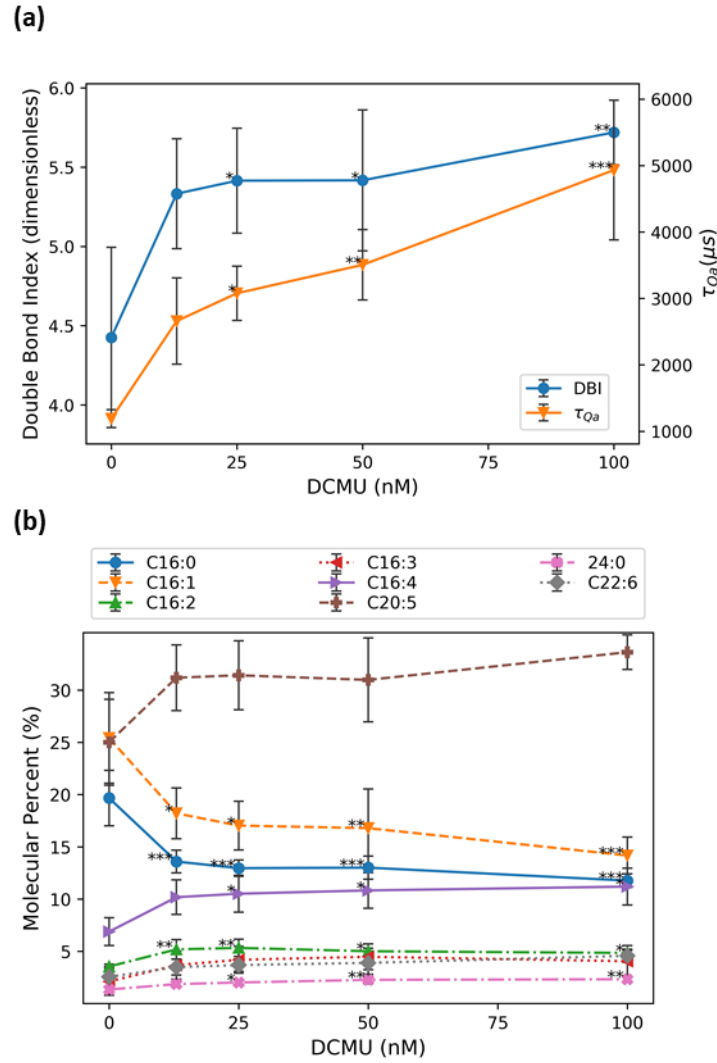 (a)
6.0
5.5
5.0
4.5
4.0
Double Bond Index (dimensionless)
6000
5000
4000
3000
2000
1000
τQa(μs)
* * **
* ** ***
DBI
τQa
0 25 50 75 100
DCMU (nM)
(b)
C16:0 C16:3 24:0
C16:1 C16:4 C22:6
C16:2 C20:5
30
25
20
15
10
5
Molecular Percent (%)
* * ** ***
*** *** *** ***
* * *
** ** * *
* ** **
0 25 50 75 100
DCMU (nM)